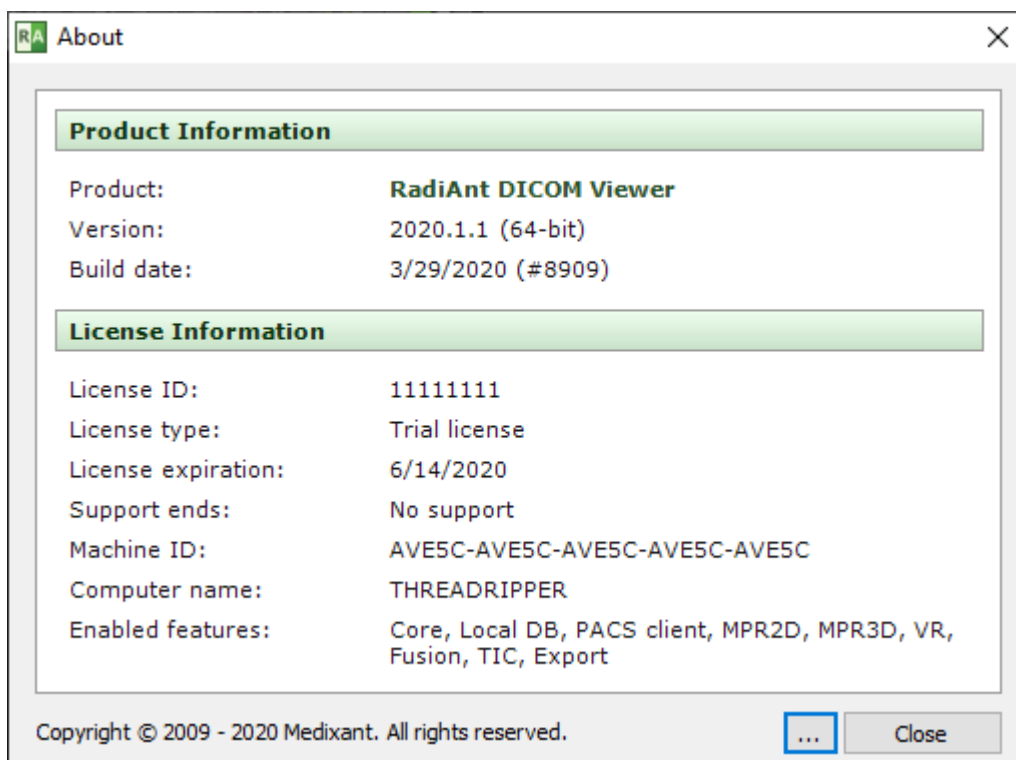 RA About
Product Information
Product: RadiAnt DICOM Viewer
Version: 2020.1.1 (64-bit)
Build date: 3/29/2020 (#8909)
License Information
License ID: 11111111
License type: Trial license
License expiration: 6/14/2020
Support ends: No support
Machine ID: AVE5C-AVE5C-AVE5C-AVE5C-AVE5C
Computer name: THREADRIPPER
Enabled features: Core, Local DB, PACS client, MPR2D, MPR3D, VR,
Fusion, TIC, Export
Copyright © 2009 - 2020 Medixant. All rights reserved. ... Close